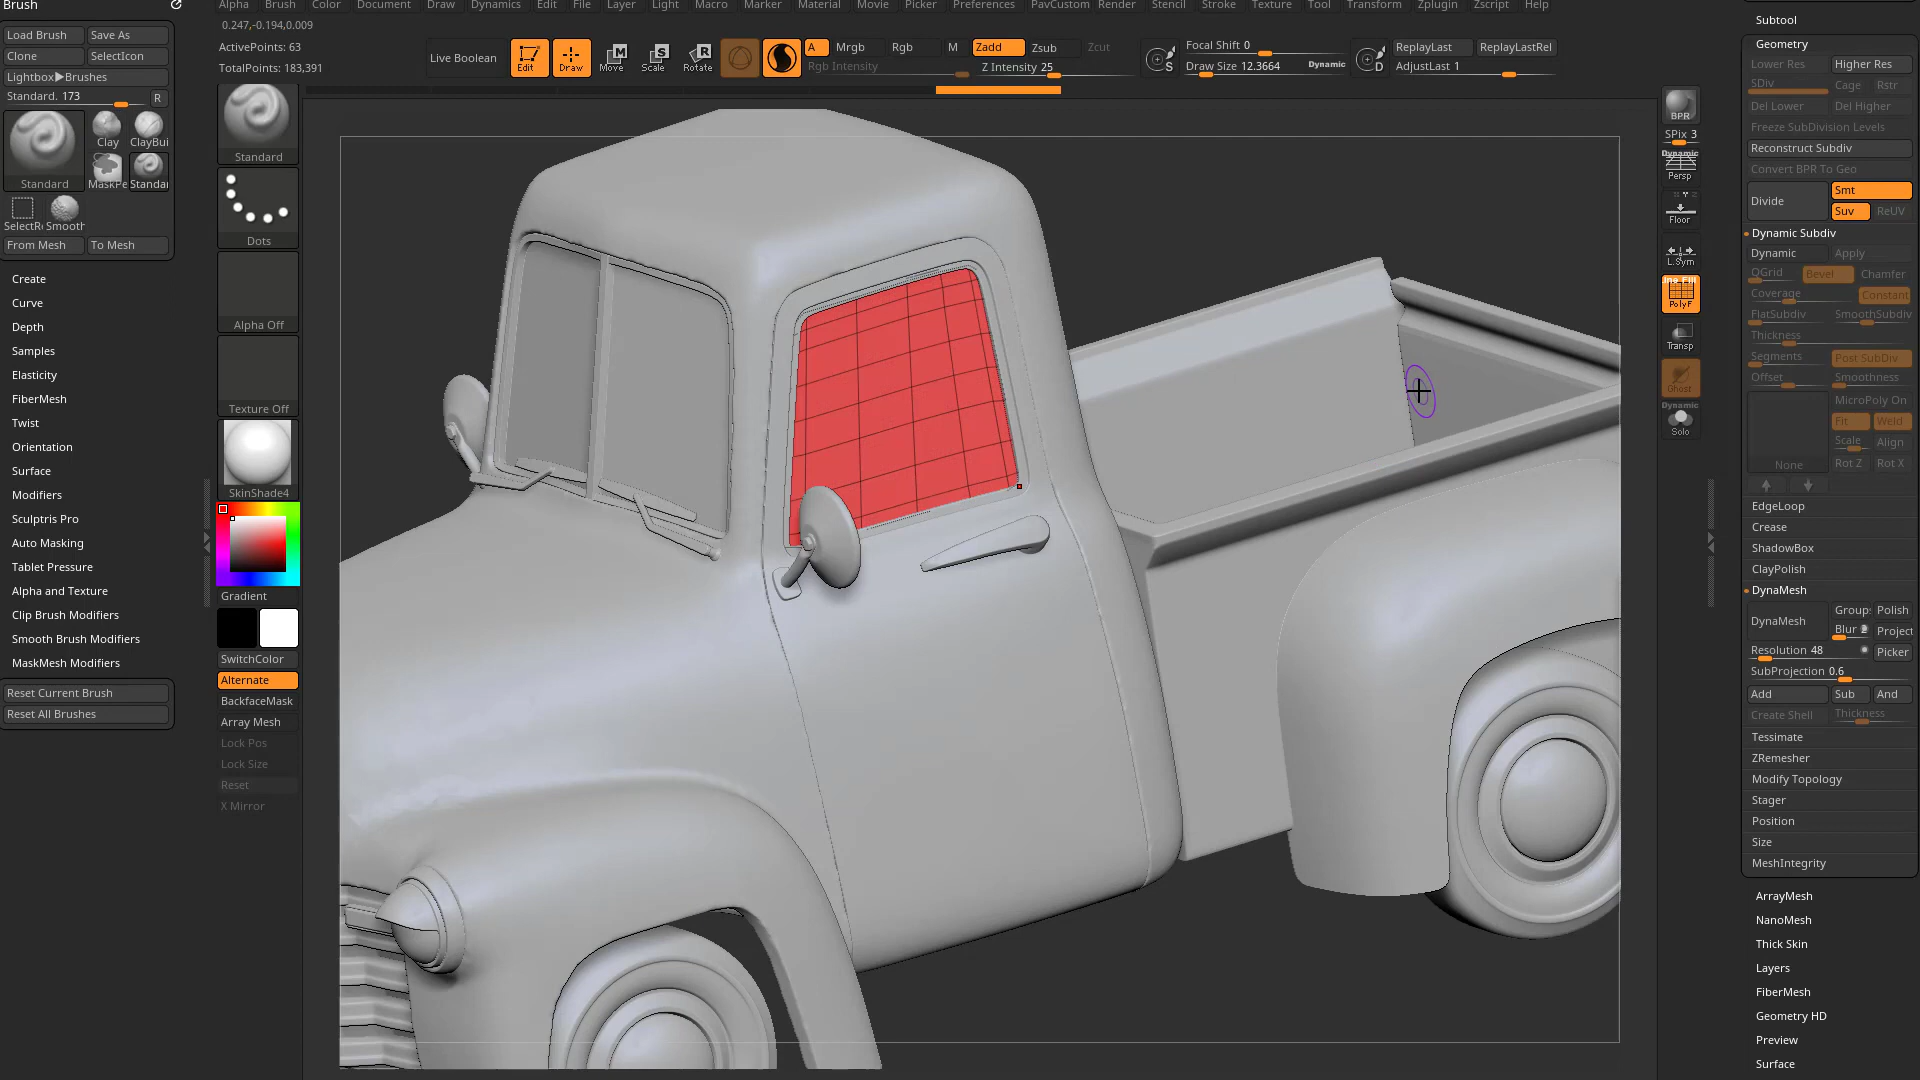 Brush
Alpha Brush Color Document Draw Dynamics Edit File Layer Light Macro Marker Material Movie Picker Preferences PavCustom Render Stencil Stroke Texture Tool Transform Zplugin Zscript Help
0.247,-0.194,0.009
ActivePoints: 63
TotalPoints: 183,391
Live Boolean
Edit
Draw
Move
Scale
Rotate
A Mrgb Rgb M Zadd Zsub Zcut
Rgb Intensity
Z Intensity 25
S
Focal Shift 0
Draw Size 12.3664 Dynamic
D
ReplayLast ReplayLastRel
AdjustLast 1
Load Brush Save As
Clone SelectIcon
Lightbox▶Brushes
Standard. 173 R
Standard
Clay ClayBui
MaskPe Standar
SelectR Smooth
From Mesh To Mesh
Create
Curve
Depth
Samples
Elasticity
FiberMesh
Twist
Orientation
Surface
Modifiers
Sculptris Pro
Auto Masking
Tablet Pressure
Alpha and Texture
Clip Brush Modifiers
Smooth Brush Modifiers
MaskMesh Modifiers
Reset Current Brush
Reset All Brushes
Standard
Dots
Alpha Off
Texture Off
SkinShade4
Gradient
SwitchColor
Alternate
BackfaceMask
Array Mesh
Lock Pos
Lock Size
Reset
X Mirror
BPR
SPix 3
Dynamic
Persp
Floor
L.Sym
PolyF
Transp
Ghost
Dynamic
Solo
Subtool
Geometry
Lower Res Higher Res
SDiv Cage Rstr
Del Lower Del Higher
Freeze SubDivision Levels
Reconstruct Subdiv
Convert BPR To Geo
Divide Smt
Suv ReUV
Dynamic Subdiv
Dynamic Apply
QGrid Bevel Chamfer
Coverage Constant
FlatSubdiv SmoothSubdiv
Thickness
Segments Post SubDiv
Offset Smoothness
MicroPoly On
Fit Weld
Scale Align
None Rot Z Rot X
EdgeLoop
Crease
ShadowBox
ClayPolish
DynaMesh
DynaMesh Groups Polish
Blur 2 Project
Resolution 48 Picker
SubProjection 0.6
Add Sub And
Create Shell Thickness
Tessimate
ZRemesher
Modify Topology
Stager
Position
Size
MeshIntegrity
ArrayMesh
NanoMesh
Thick Skin
Layers
FiberMesh
Geometry HD
Preview
Surface